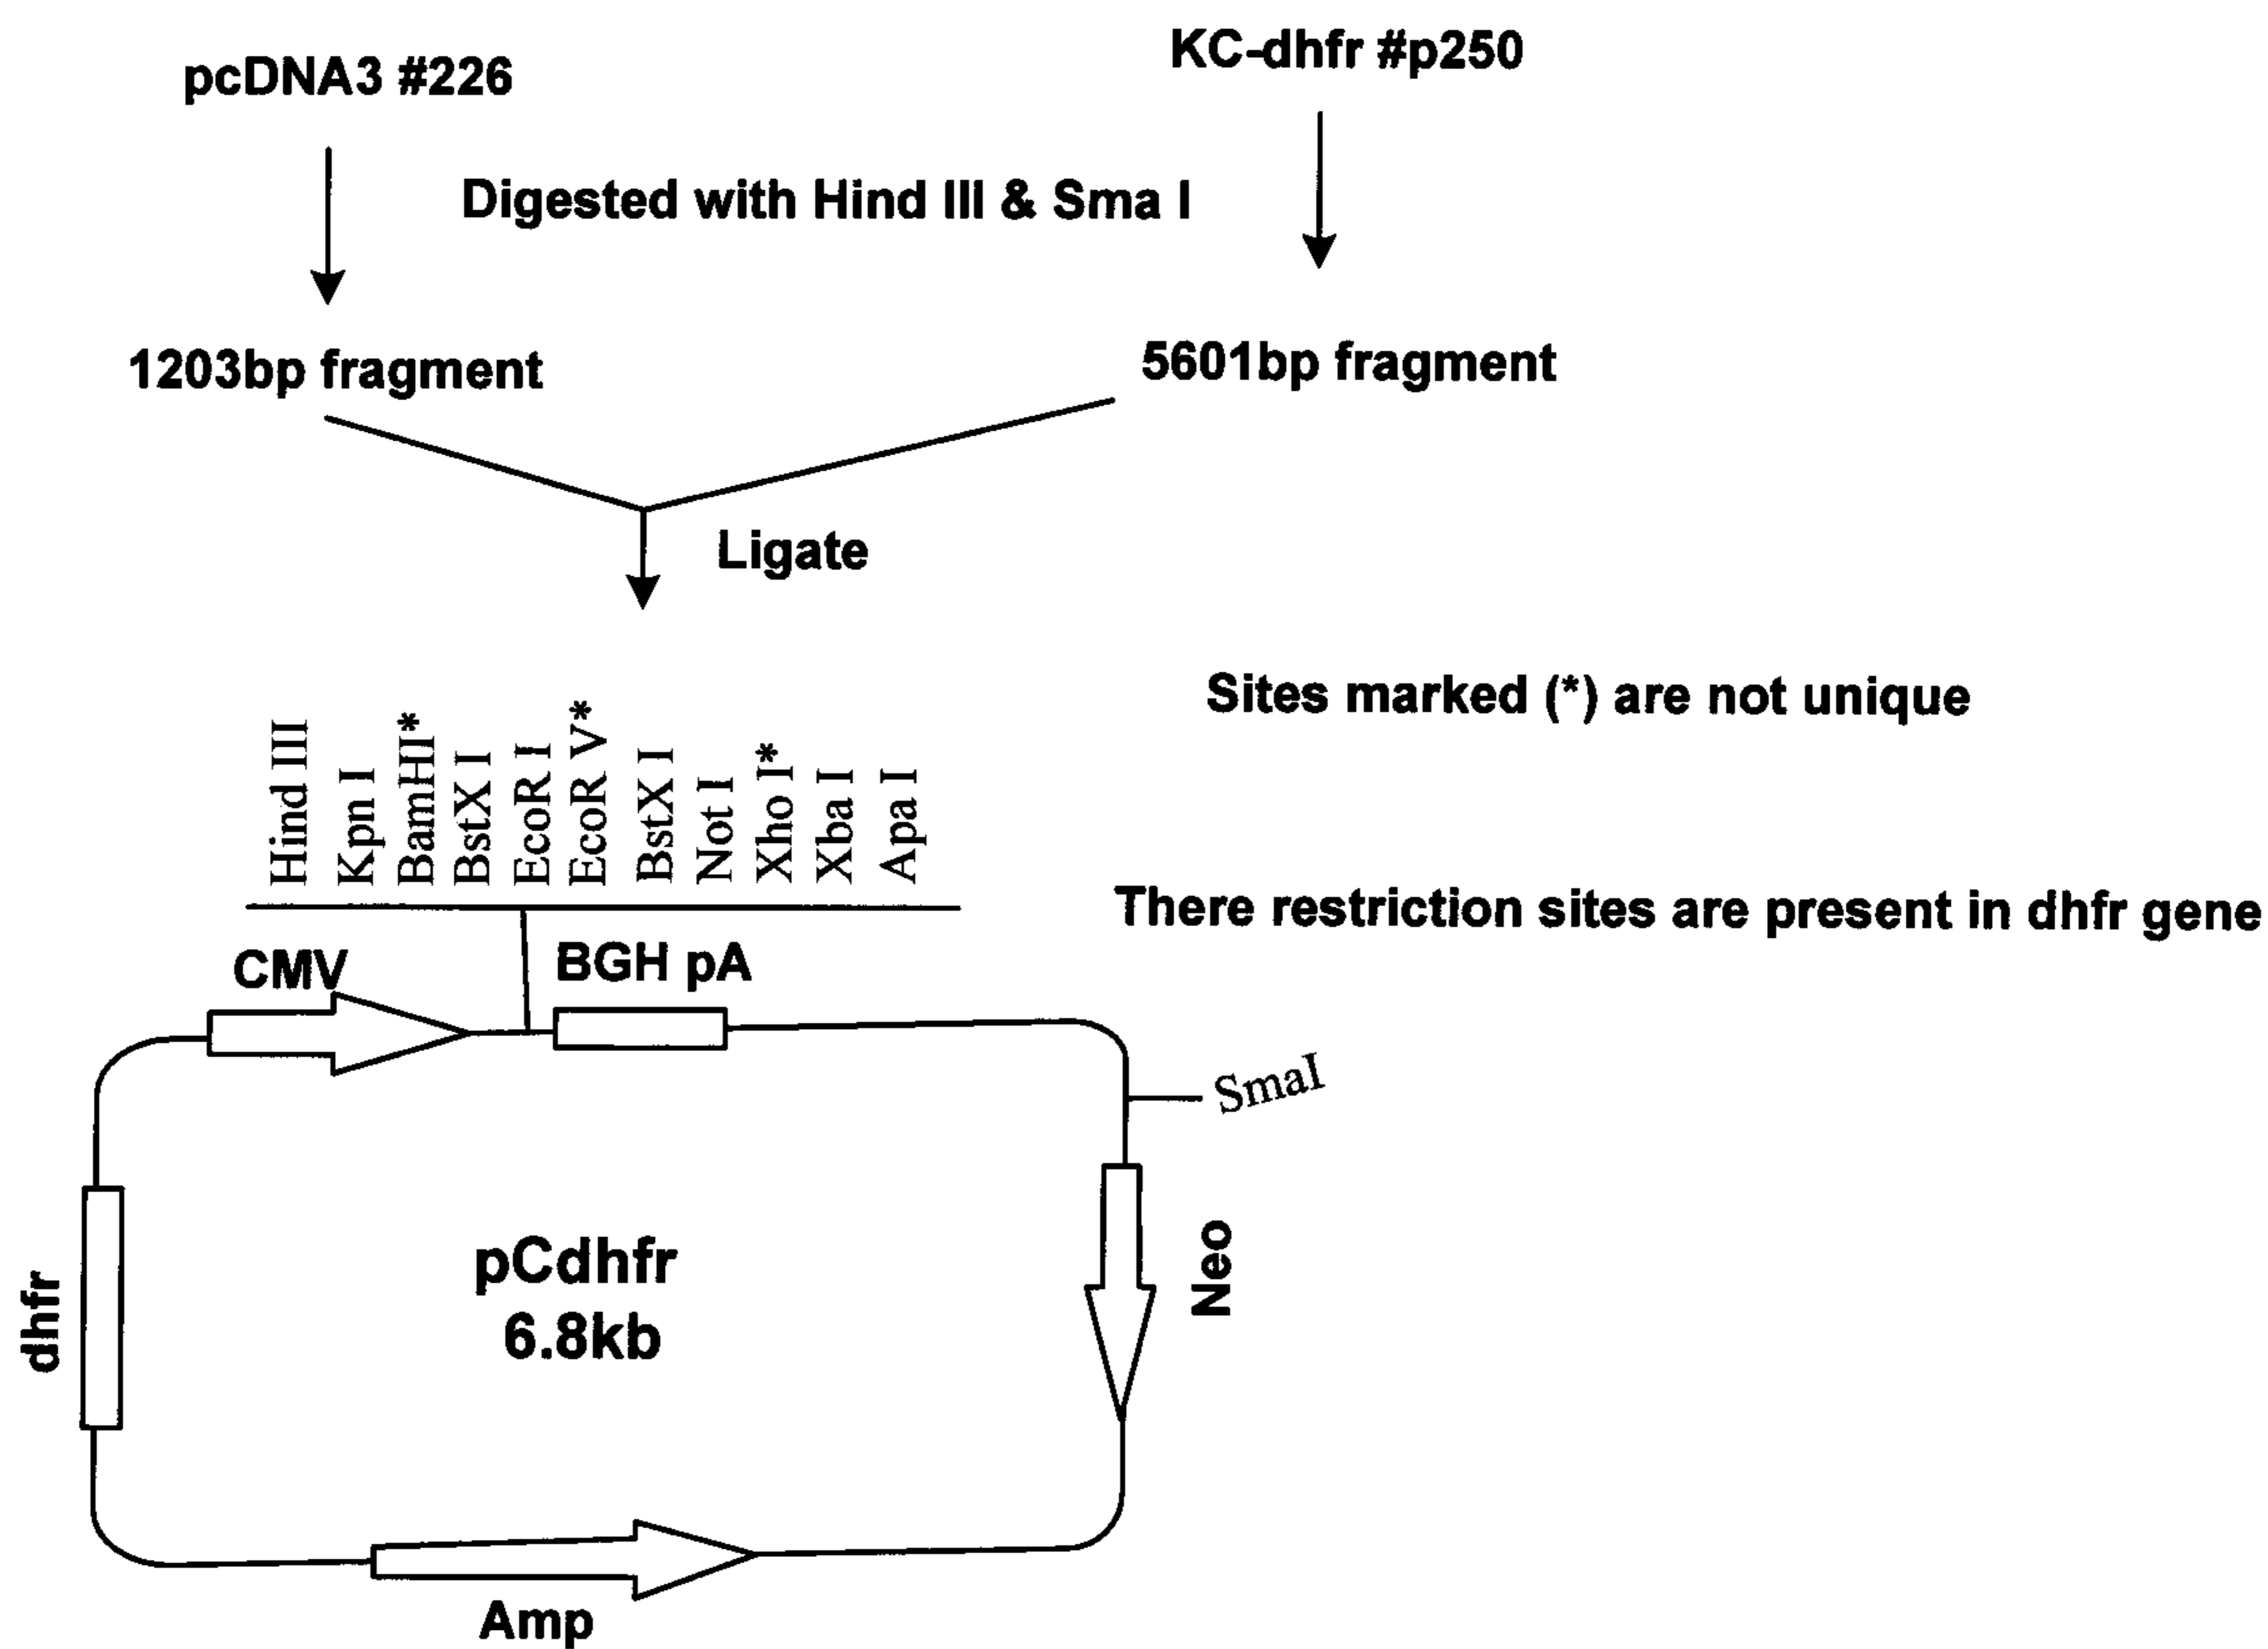 pcDNA3 #226
KC-dhfr #p250
Digested with Hind III & Sma I
1203bp fragment
5601bp fragment
Ligate
Sites marked (*) are not unique
Hind III
Kpn I
BamHI*
BstX I
EcoR I
EcoR V*
BstX I
Not I
Xho I*
Xba I
Apa I
There restriction sites are present in dhfr gene
CMV
BGH pA
SmaI
Neo
dhfr
pCdhfr
6.8kb
Amp